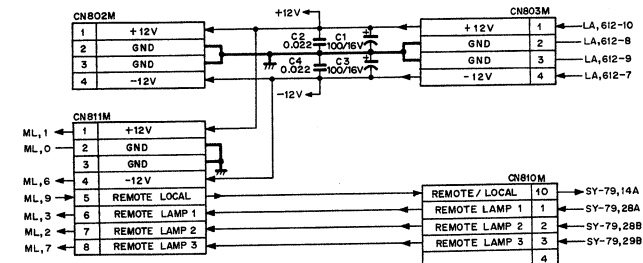 CN802M
1 +12V
2 GND
3 GND
4 -12V
+12V
C2 0.022
C1 100/16V
C4 0.022
C3 100/16V
-12V
CN803M
+12V 1 LA,612-10
GND 2 LA,612-8
GND 3 LA,612-9
-12V 4 LA,612-7
CN811M
ML,1 1 +12V
ML,0 2 GND
3 GND
ML,6 4 -12V
ML,9 5 REMOTE LOCAL
ML,3 6 REMOTE LAMP 1
ML,2 7 REMOTE LAMP 2
ML,7 8 REMOTE LAMP 3
CN810M
REMOTE/LOCAL 10 SY-79,14A
REMOTE LAMP 1 1 SY-79,28A
REMOTE LAMP 2 2 SY-79,28B
REMOTE LAMP 3 3 SY-79,29B
4